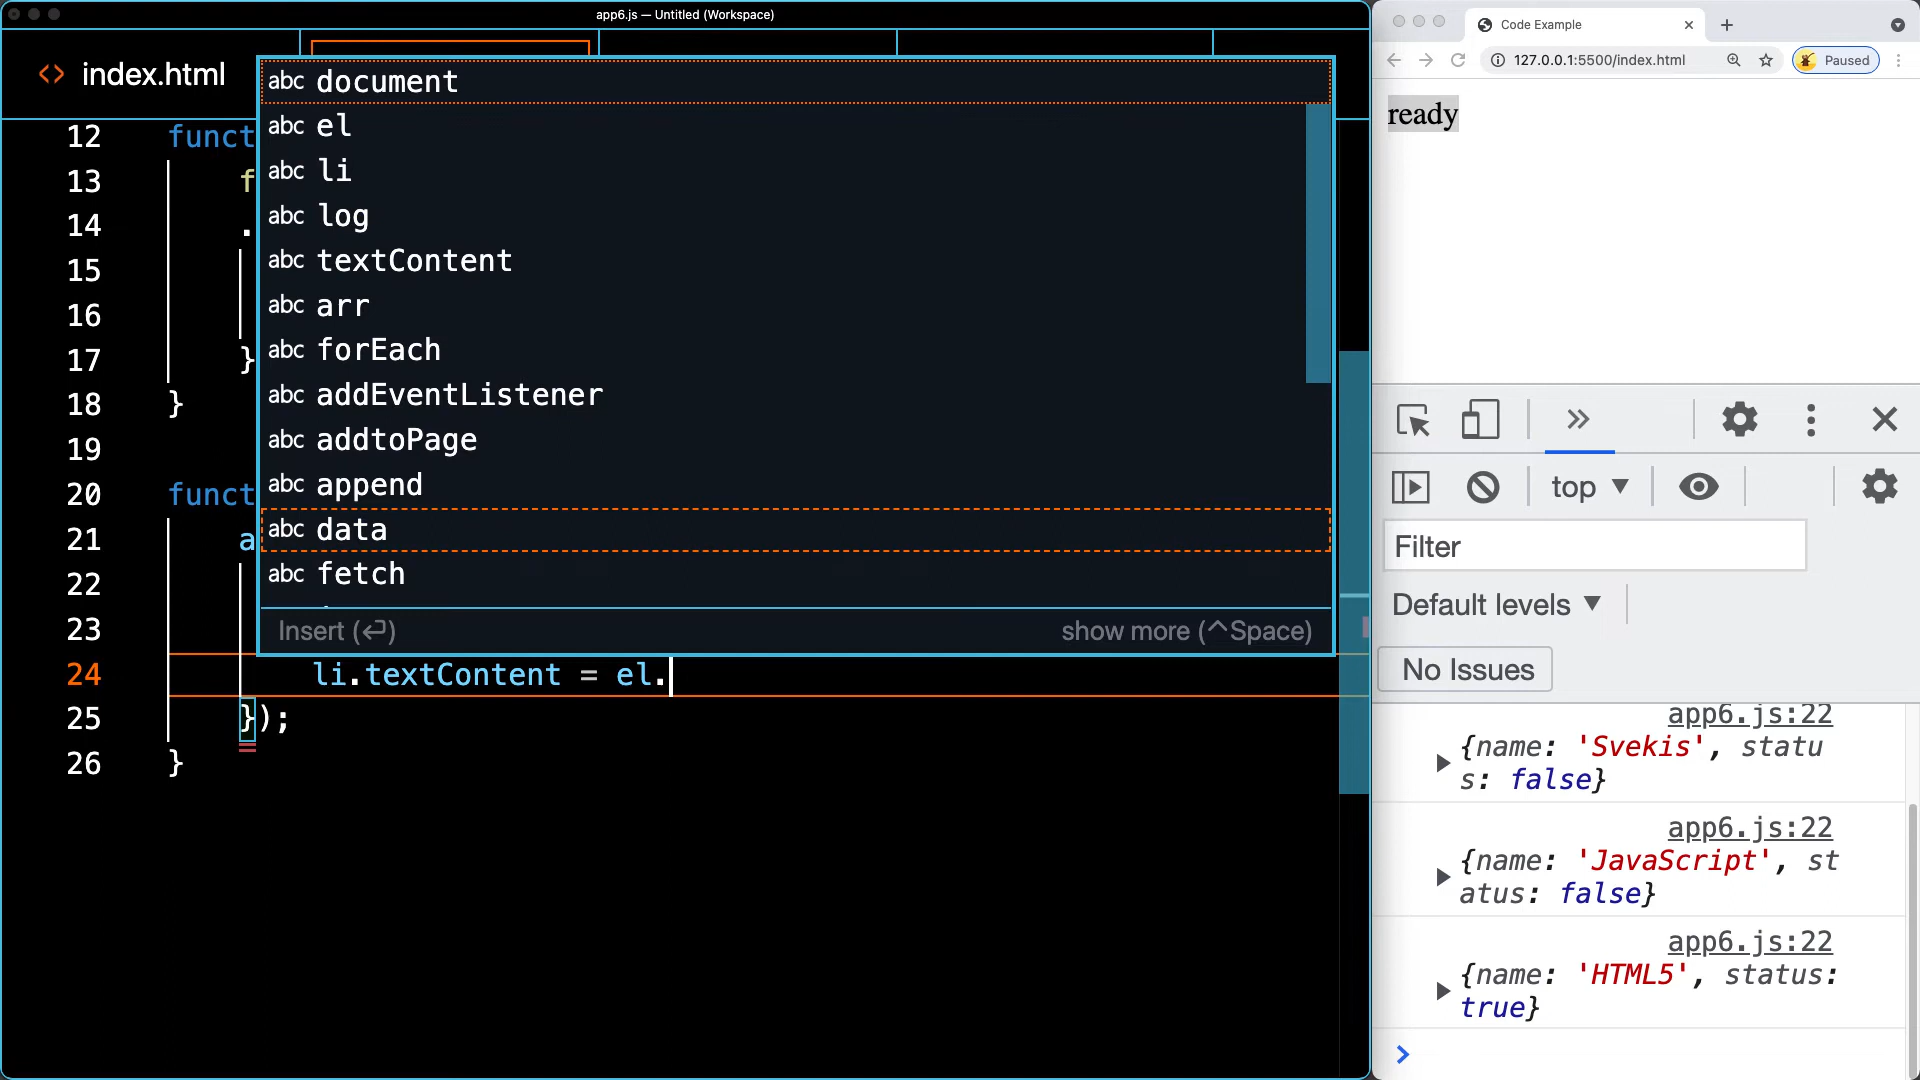 app6.js — Untitled (Workspace)
<> index.html
12 funct
13 f
14 .
15
16
17 }
18 }
19
20 funct
21 a
22
23
24 li.textContent = el.
25 });
26 }
abc document
abc el
abc li
abc log
abc textContent
abc arr
abc forEach
abc addEventListener
abc addtoPage
abc append
abc data
abc fetch
Insert (⏎)
show more (^Space)
Code Example
127.0.0.1:5500/index.html
Paused
ready
top
Filter
Default levels
No Issues
app6.js:22
{name: 'Svekis', statu
s: false}
app6.js:22
{name: 'JavaScript', st
atus: false}
app6.js:22
{name: 'HTML5', status:
true}